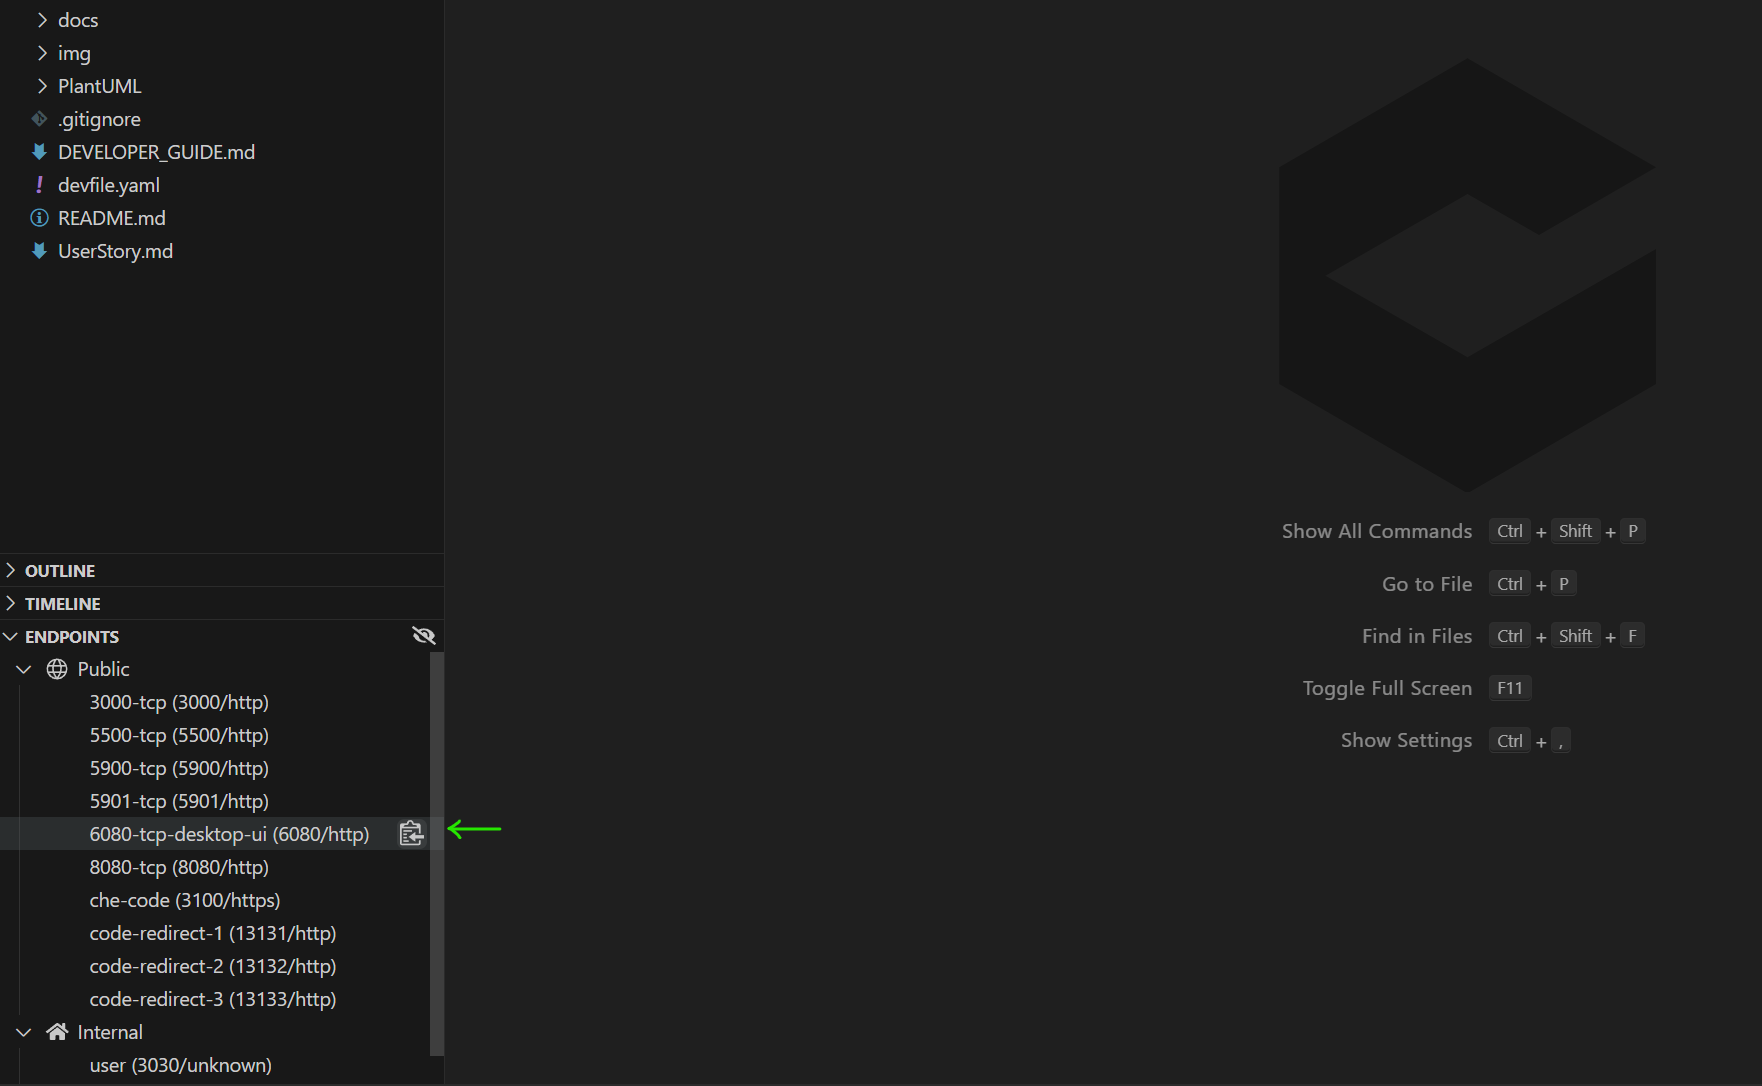 docs
img
PlantUML
.gitignore
DEVELOPER_GUIDE.md
devfile.yaml
README.md
UserStory.md
OUTLINE
TIMELINE
ENDPOINTS
Public
3000-tcp (3000/http)
5500-tcp (5500/http)
5900-tcp (5900/http)
5901-tcp (5901/http)
6080-tcp-desktop-ui (6080/http)
8080-tcp (8080/http)
che-code (3100/https)
code-redirect-1 (13131/http)
code-redirect-2 (13132/http)
code-redirect-3 (13133/http)
Internal
user (3030/unknown)
Show All Commands Ctrl + Shift + P
Go to File Ctrl + P
Find in Files Ctrl + Shift + F
Toggle Full Screen F11
Show Settings Ctrl + ,